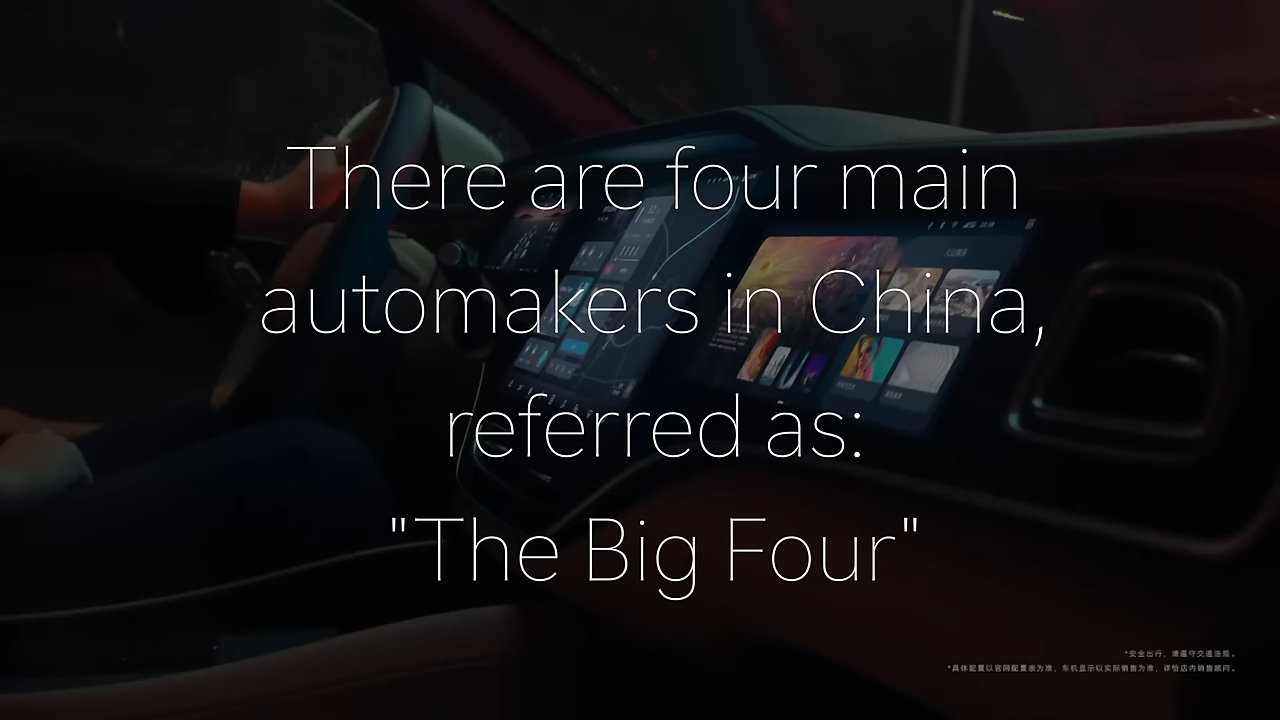 There are four main
automakers in China,
referred as:
"The Big Four"
*安全出行，请遵守交通法规。
*具体配置以官网配置表为准，车机显示以实际销售为准，详恰店内销售顾问。